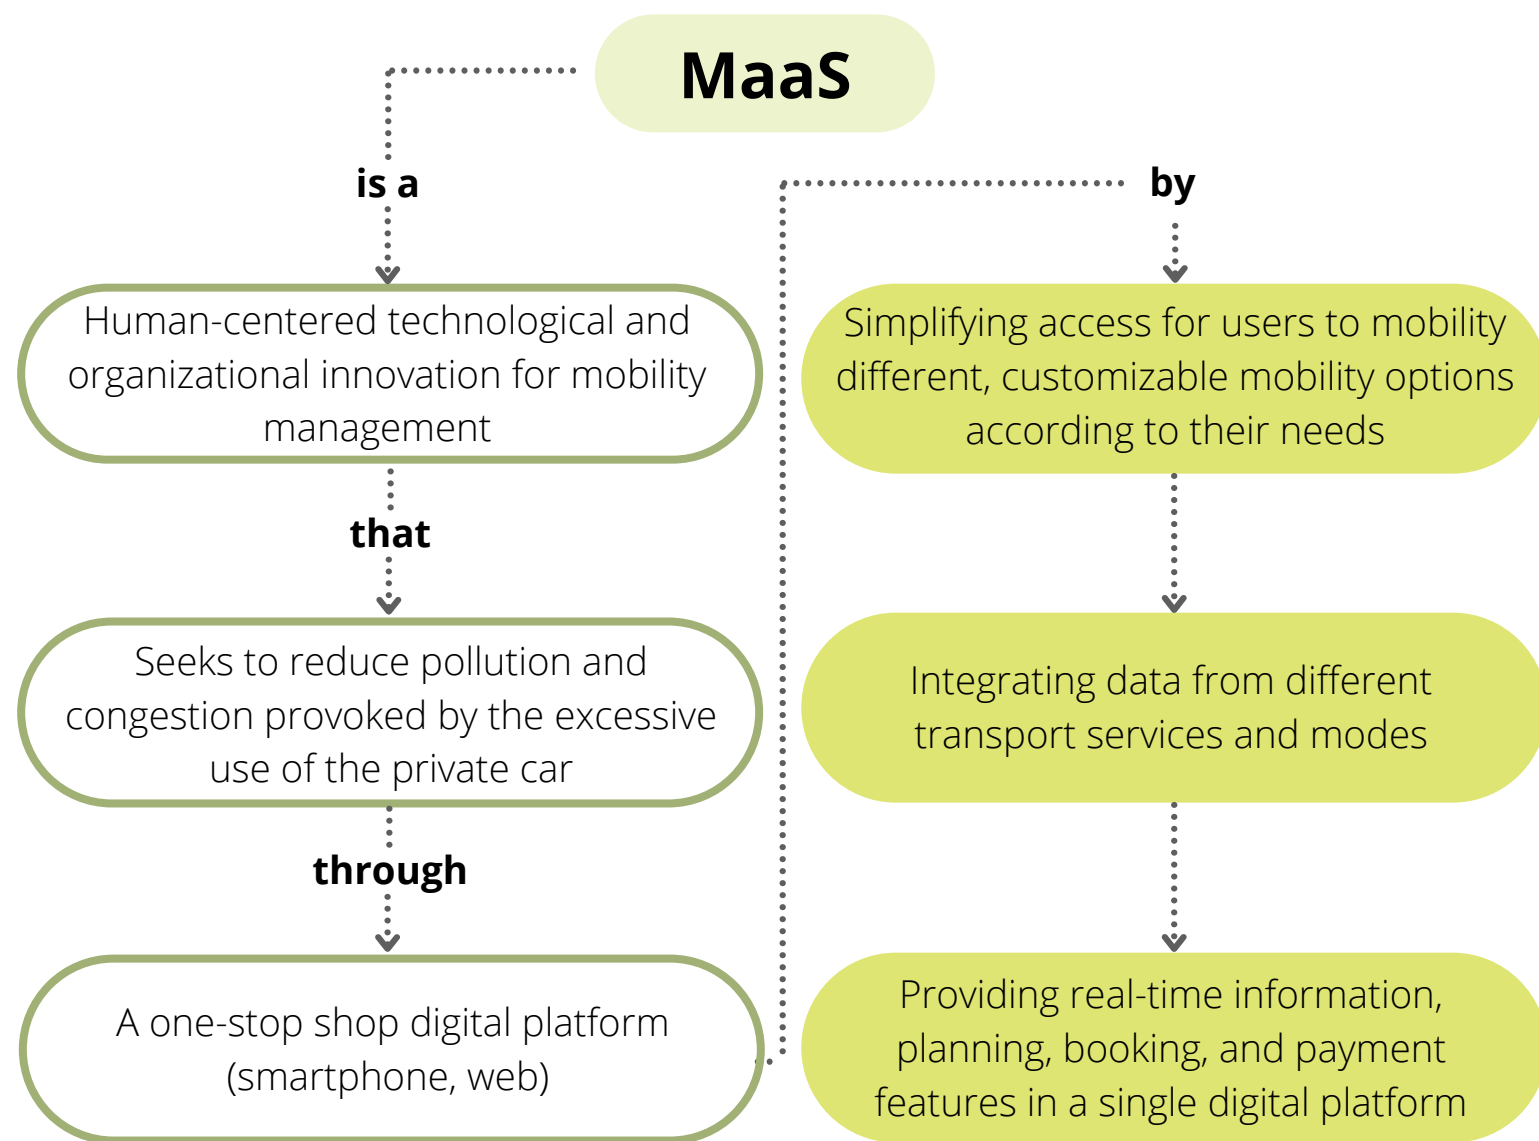 MaaS
is a
Human-centered technological and
organizational innovation for mobility
management
that
Seeks to reduce pollution and
congestion provoked by the excessive
use of the private car
through
A one-stop shop digital platform
(smartphone, web)
by
Simplifying access for users to mobility
different, customizable mobility options
according to their needs
Integrating data from different
transport services and modes
Providing real-time information,
planning, booking, and payment
features in a single digital platform